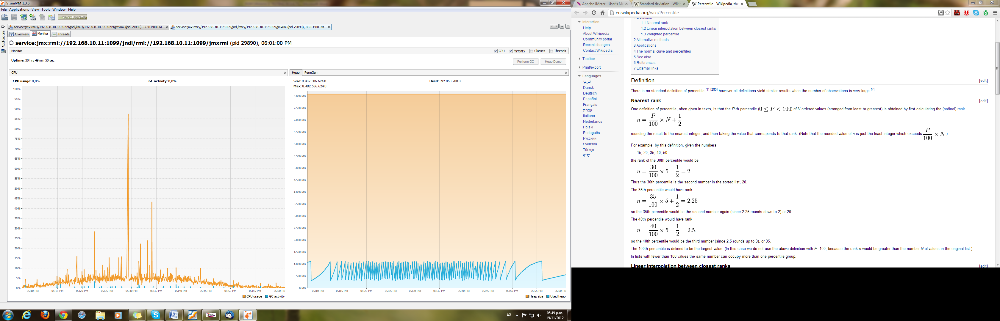 VisualVM 1.3.5
File Applications View Tools Window Help
76,2/135,2MB
service:jmx:rmi://192.168.10.11:1099/jndi/rmi://192.168.10.11:1099/jmxrmi (pid 29890), 06:01:00 PM
service:jmx:rmi://192.168.10.11:1099/jndi/rmi://192.168.10.11:1099/jmxrmi (pid 29890), 06:01:00 PM
Applications
Overview Monitor Threads
service:jmx:rmi://192.168.10.11:1099/jndi/rmi://192.168.10.11:1099/jmxrmi (pid 29890), 06:01:00 PM
Monitor
CPU Memory Classes Threads
Uptime: 30 hrs 49 min 50 sec
Perform GC Heap Dump
CPU
CPU usage: 0,0% GC activity: 0,0%
100%
95%
90%
85%
80%
75%
70%
65%
60%
55%
50%
45%
40%
35%
30%
25%
20%
15%
10%
5%
0%
05:10 PM 05:15 PM 05:20 PM 05:25 PM 05:30 PM 05:35 PM 05:40 PM 05:45 PM 05:50 PM 05:55 PM 06:00 PM
CPU usage GC activity
Heap PermGen
Size: 8.482.586.624 B Used: 592.063.288 B
Max: 8.482.586.624 B
8.000 MB
7.500 MB
7.000 MB
6.500 MB
6.000 MB
5.500 MB
5.000 MB
4.500 MB
4.000 MB
3.500 MB
3.000 MB
2.500 MB
2.000 MB
1.500 MB
1.000 MB
500 MB
0 MB
05:10 PM 05:15 PM 05:20 PM 05:25 PM 05:30 PM 05:35 PM 05:40 PM 05:45 PM 05:50 PM 05:55 PM 06:00 PM
Heap size Used heap
ES
05:49 p.m.
19/11/2012
Apache JMeter - User's M
Standard deviation - Wikip
Percentile - Wikipedia, the
en.wikipedia.org/wiki/Percentile
Interaction
Help
About Wikipedia
Community portal
Recent changes
Contact Wikipedia
Toolbox
Print/export
Languages
العربية
Dansk
Deutsch
Español
Français
עברית
Italiano
Nederlands
Polski
Português
Русский
Svenska
Türkçe
中文
1 Definition
1.1 Nearest rank
1.2 Linear interpolation between closest ranks
1.3 Weighted percentile
2 Alternative methods
3 Applications
4 The normal curve and percentiles
5 See also
6 References
7 External links
Definition [edit]
There is no standard definition of percentile,[1] [2][3] however all definitions yield similar results when the number of observations is very large.[4]
Nearest rank [edit]
One definition of percentile, often given in texts, is that the P-th percentile (0 ≤ P < 100) of N ordered values (arranged from least to greatest) is obtained by first calculating the (ordinal) rank
n = P/100 × N + 1/2
rounding the result to the nearest integer, and then taking the value that corresponds to that rank. (Note that the rounded value of n is just the least integer which exceeds P/100 × N.)
For example, by this definition, given the numbers
15, 20, 35, 40, 50
the rank of the 30th percentile would be
n = 30/100 × 5 + 1/2 = 2.
Thus the 30th percentile is the second number in the sorted list, 20.
The 35th percentile would have rank
n = 35/100 × 5 + 1/2 = 2.25.
so the 35th percentile would be the second number again (since 2.25 rounds down to 2) or 20
The 40th percentile would have rank
n = 40/100 × 5 + 1/2 = 2.5.
so the 40th percentile would be the third number (since 2.5 rounds up to 3), or 35.
The 100th percentile is defined to be the largest value. (In this case we do not use the above definition with P=100, because the rank n would be greater than the number N of values in the original list.)
In lists with fewer than 100 values the same number can occupy more than one percentile group.
Linear interpolation between closest ranks [edit]